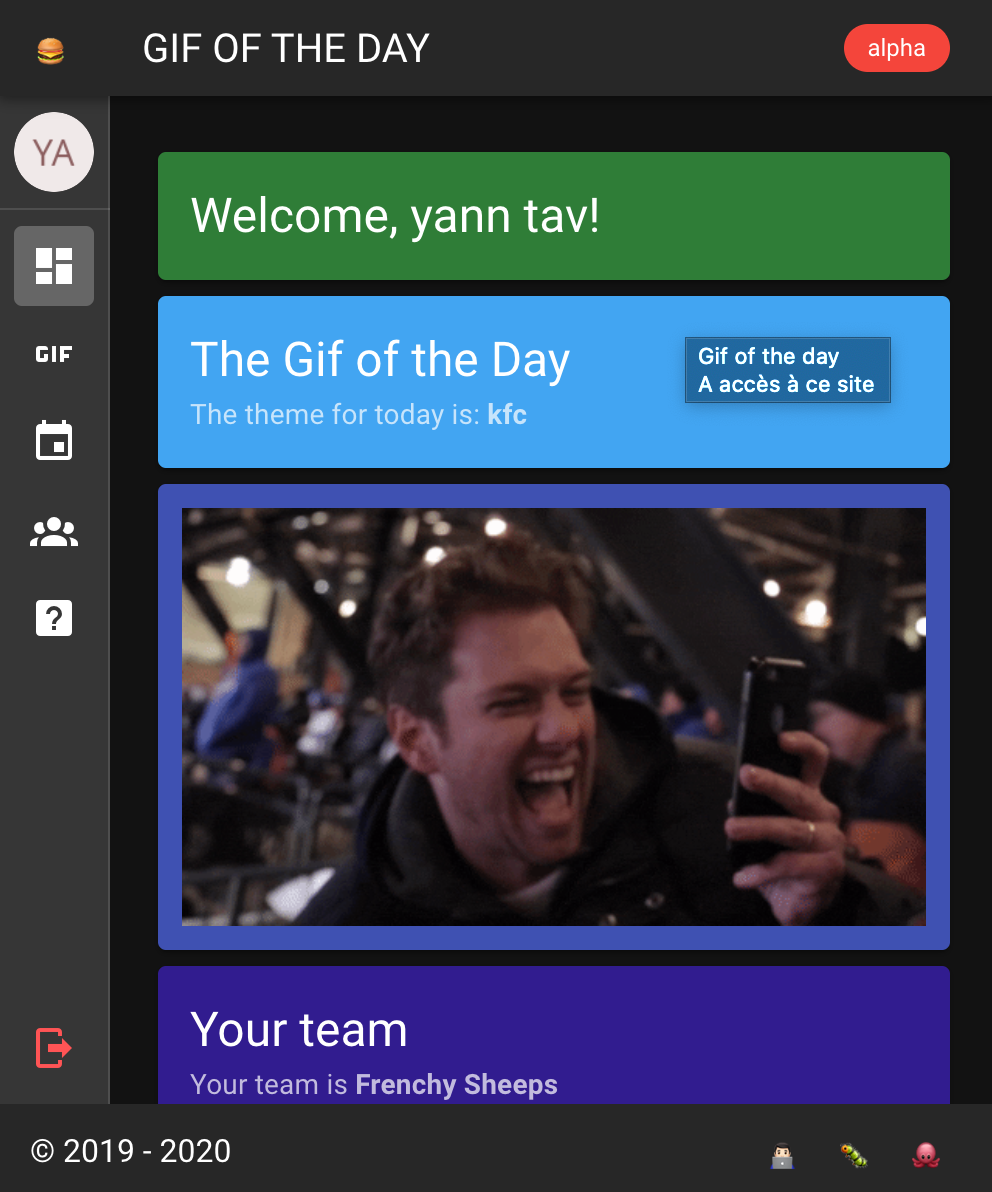 GIF OF THE DAY
alpha
YA
Welcome, yann tav!
GIF
The Gif of the Day
The theme for today is: kfc
Gif of the day
A accès à ce site
?
Your team
Your team is Frenchy Sheeps
© 2019 - 2020